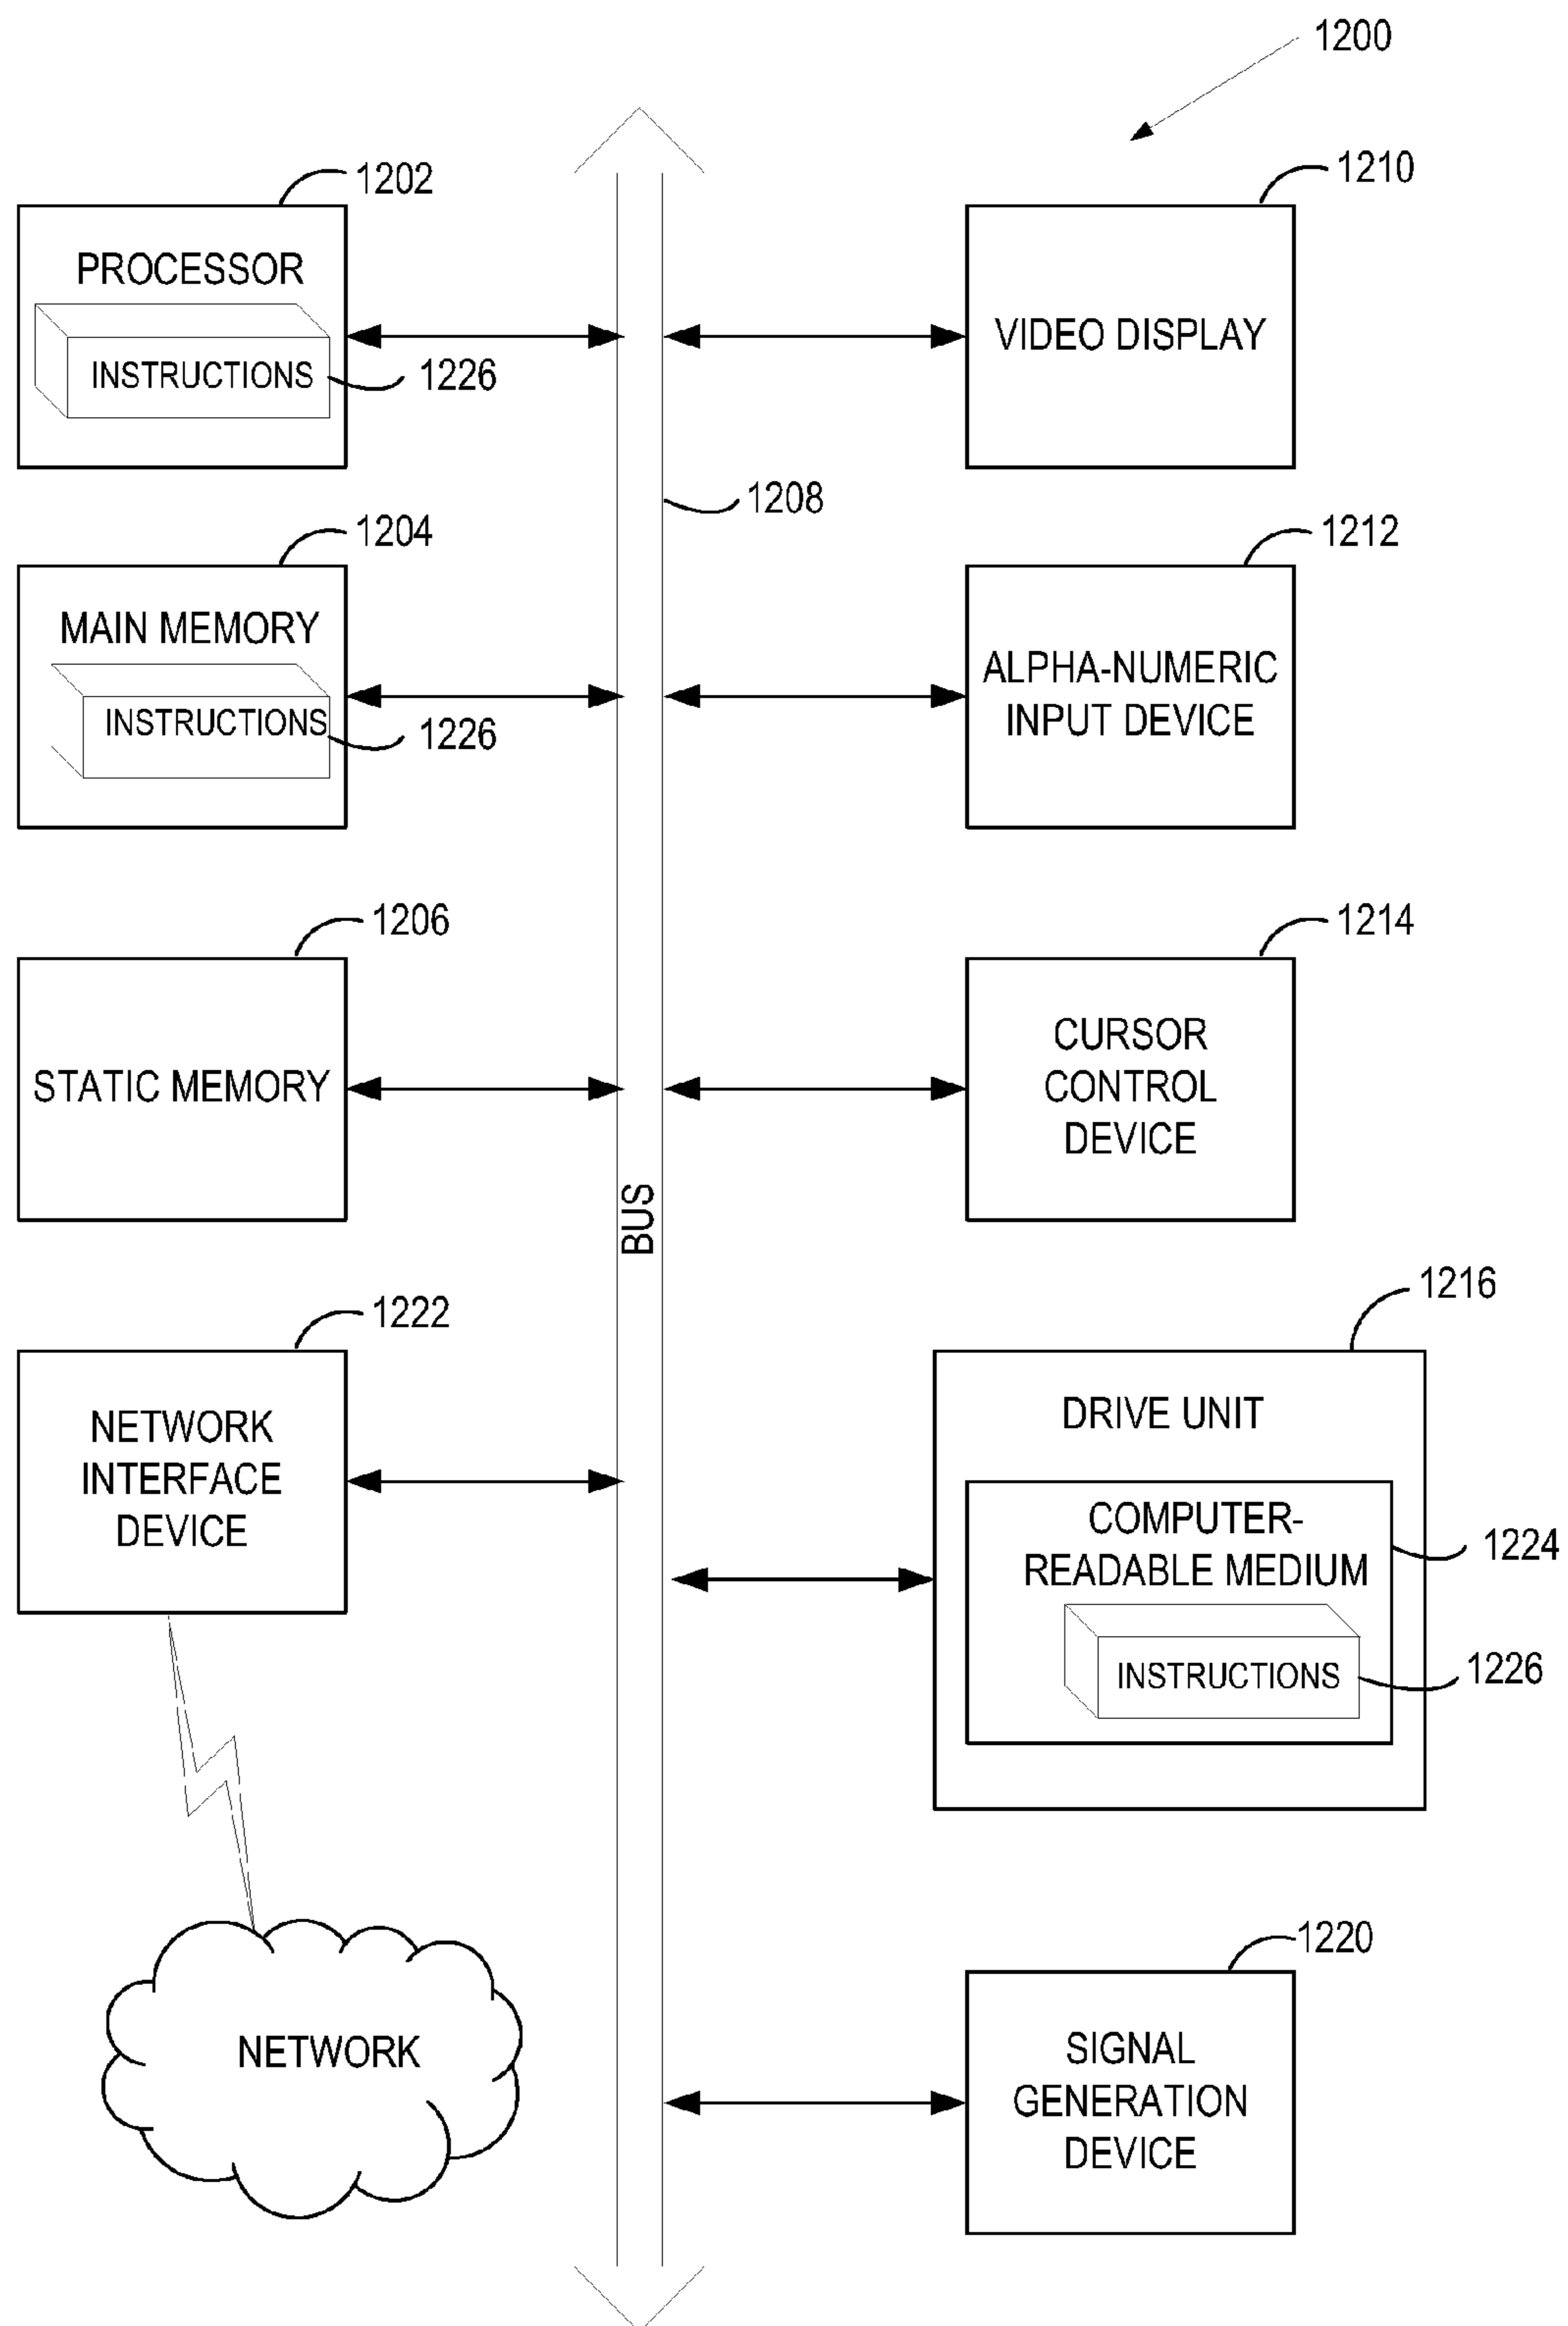 1200
1202
PROCESSOR
INSTRUCTIONS
1226
1210
VIDEO DISPLAY
1208
1204
MAIN MEMORY
INSTRUCTIONS
1226
1212
ALPHA-NUMERIC
INPUT DEVICE
1206
STATIC MEMORY
1214
CURSOR
CONTROL
DEVICE
BUS
1222
NETWORK
INTERFACE
DEVICE
1216
DRIVE UNIT
COMPUTER-
READABLE MEDIUM
1224
INSTRUCTIONS
1226
NETWORK
1220
SIGNAL
GENERATION
DEVICE